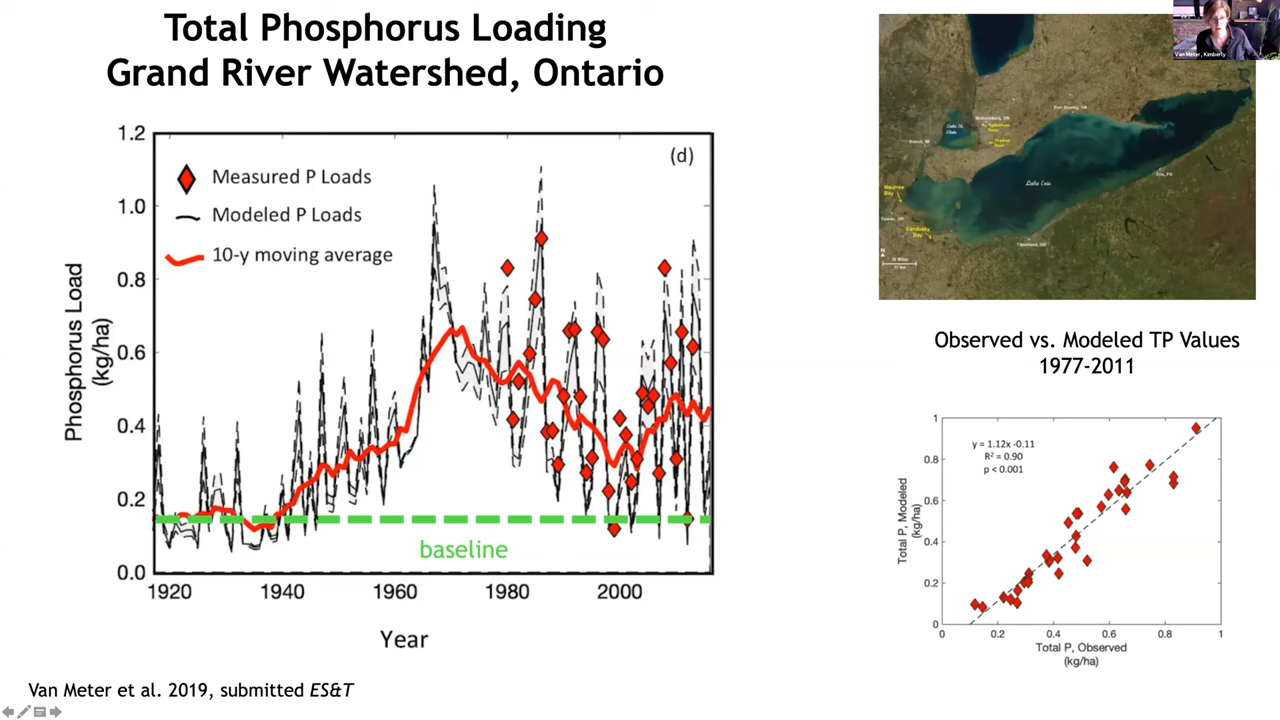 Total Phosphorus Loading
Grand River Watershed, Ontario
(d)
Measured P Loads
Modeled P Loads
10-y moving average
baseline
Phosphorus Load
(kg/ha)
1.2
1.0
0.8
0.6
0.4
0.2
0.0
1920
1940
1960
1980
2000
Year
Van Meter et al. 2019, submitted ES&T
Van Meter, Kimberly
Lake Erie
Maumee
Bay
Sandusky
Bay
Observed vs. Modeled TP Values
1977-2011
y = 1.12x -0.11
R² = 0.90
p < 0.001
Total P, Modeled
(kg/ha)
1
0.8
0.6
0.4
0.2
0
0
0.2
0.4
0.6
0.8
1
Total P, Observed
(kg/ha)